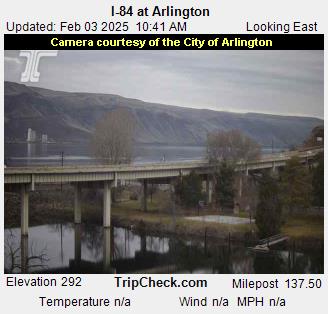 I-84 at Arlington
Updated: Feb 03 2025 10:41 AM Looking East
Camera courtesy of the City of Arlington
Elevation 292 TripCheck.com Milepost 137.50
Temperature n/a Wind n/a MPH n/a